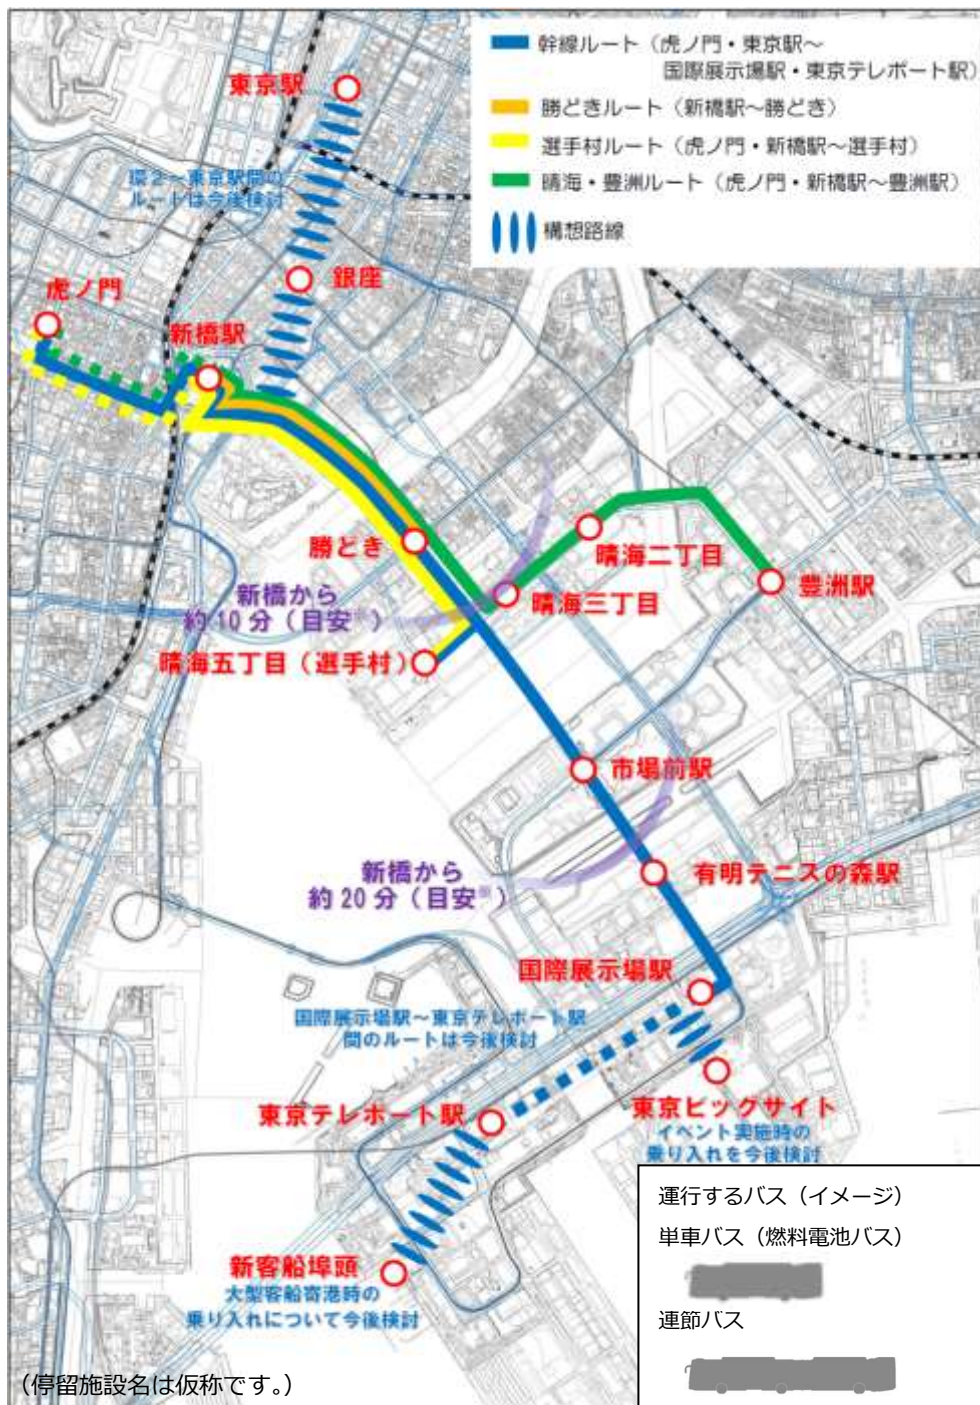 幹線ルート（虎ノ門・東京駅～
国際展示場駅・東京テレポート駅）
勝どきルート（新橋駅～勝どき）
選手村ルート（虎ノ門・新橋駅～選手村）
晴海・豊洲ルート（虎ノ門・新橋駅～豊洲駅）
構想路線
東京駅
環２～東京駅間の
ルートは今後検討
銀座
虎ノ門
新橋駅
勝どき
晴海二丁目
豊洲駅
晴海三丁目
新橋から
約10分（目安※）
晴海五丁目（選手村）
市場前駅
新橋から
約20分（目安※）
有明テニスの森駅
国際展示場駅
国際展示場駅～東京テレポート駅
間のルートは今後検討
東京テレポート駅
東京ビッグサイト
イベント実施時の
乗り入れを今後検討
新客船埠頭
大型客船寄港時の
乗り入れについて今後検討
運行するバス（イメージ）
単車バス（燃料電池バス）
連節バス
（停留施設名は仮称です。）